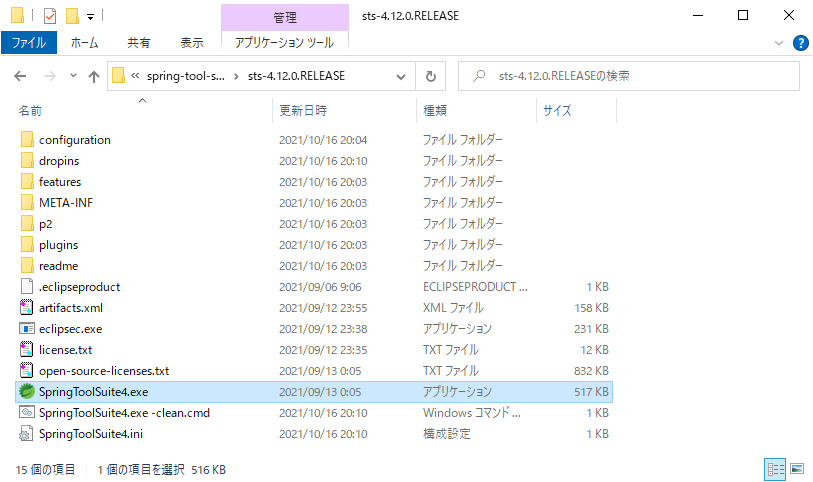 管理
sts-4.12.0.RELEASE
ファイル ホーム 共有 表示 アプリケーション ツール
« spring-tool-s... › sts-4.12.0.RELEASE
sts-4.12.0.RELEASEの検索
名前 更新日時 種類 サイズ
configuration 2021/10/16 20:04 ファイル フォルダー
dropins 2021/10/16 20:10 ファイル フォルダー
features 2021/10/16 20:03 ファイル フォルダー
META-INF 2021/10/16 20:03 ファイル フォルダー
p2 2021/10/16 20:03 ファイル フォルダー
plugins 2021/10/16 20:03 ファイル フォルダー
readme 2021/10/16 20:03 ファイル フォルダー
.eclipseproduct 2021/09/06 9:06 ECLIPSEPRODUCT ... 1 KB
artifacts.xml 2021/09/12 23:55 XML ファイル 158 KB
eclipsec.exe 2021/09/12 23:38 アプリケーション 231 KB
license.txt 2021/09/12 23:35 TXT ファイル 12 KB
open-source-licenses.txt 2021/09/13 0:05 TXT ファイル 832 KB
SpringToolSuite4.exe 2021/09/13 0:05 アプリケーション 517 KB
SpringToolSuite4.exe -clean.cmd 2021/10/16 20:10 Windows コマンド ... 1 KB
SpringToolSuite4.ini 2021/10/16 20:10 構成設定 1 KB
15 個の項目 1 個の項目を選択 516 KB